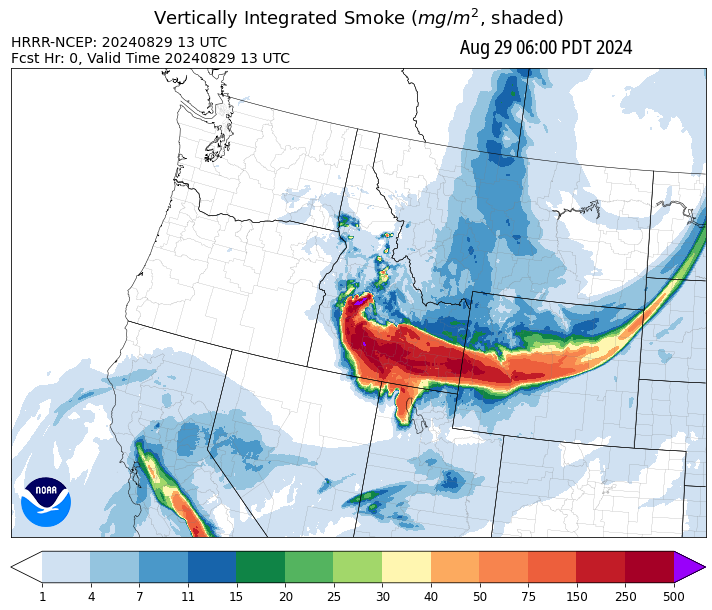 Vertically Integrated Smoke (mg/m², shaded)
HRRR-NCEP: 20240829 13 UTC
Fcst Hr: 0, Valid Time 20240829 13 UTC
Aug 29 06:00 PDT 2024
NOAA
1 4 7 11 15 20 25 30 40 50 75 150 250 500